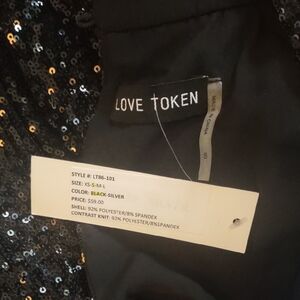 LOVE TOKEN
STYLE #: LT86-101
SIZE: XS-S-M-L
COLOR: BLACK-SILVER
PRICE: $59.00
SHELL: 92% POLYESTER/8% SPANDEX
CONTRAST KNIT: 92% POLYESTER/8%SPANDEX